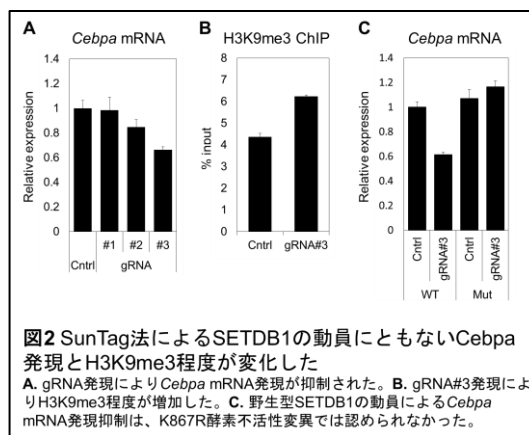 A
Cebpa mRNA
Relative expression
1.4
1.2
1
0.8
0.6
0.4
0.2
0
#1
#2
#3
Cntrl
gRNA
B
H3K9me3 ChIP
% input
7
6
5
4
3
2
1
0
Cntrl
gRNA#3
C
Cebpa mRNA
Relative expression
1.4
1.2
1
0.8
0.6
0.4
0.2
0
Cntrl
gRNA#3
Cntrl
gRNA#3
WT
Mut
図2 SunTag法によるSETDB1の動員にともないCebpa
発現とH3K9me3程度が変化した
A. gRNA発現によりCebpa mRNA発現が抑制された。B. gRNA#3発現によ
りH3K9me3程度が増加した。C. 野生型SETDB1の動員によるCebpa
mRNA発現抑制は、K867R酵素不活性変異では認められなかった。